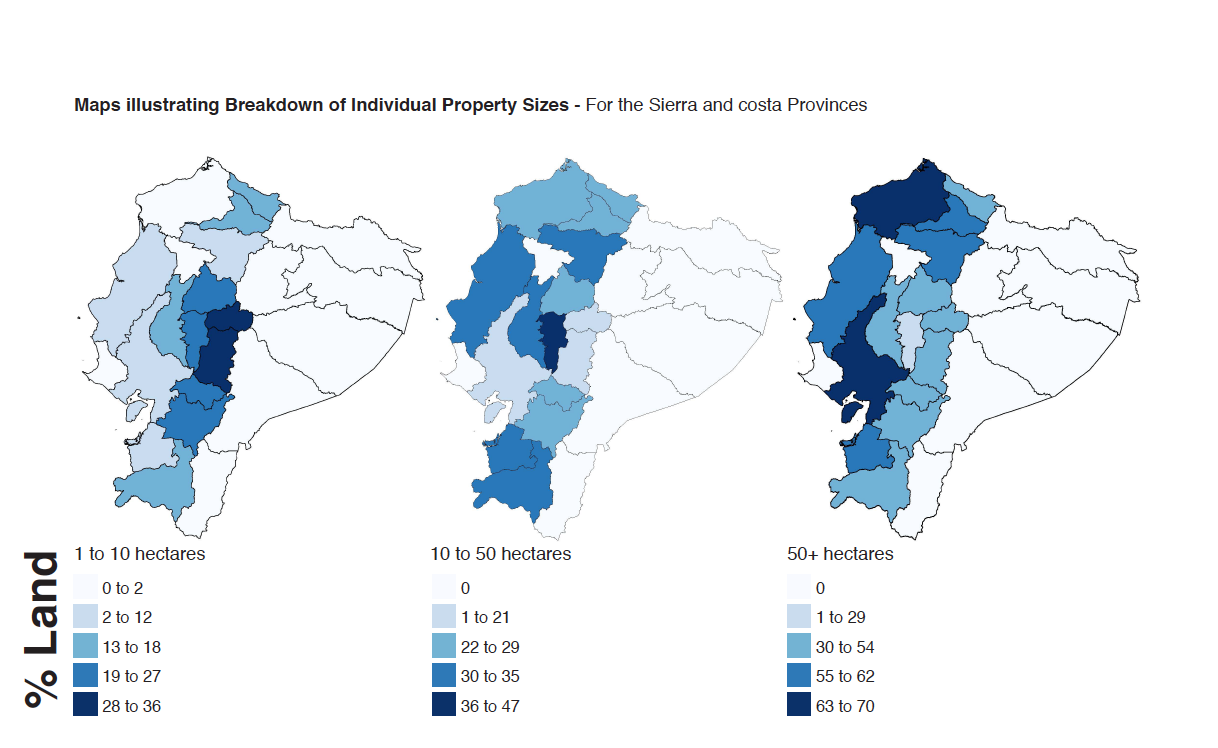 Maps illustrating Breakdown of Individual Property Sizes - For the Sierra and costa Provinces
% Land
1 to 10 hectares
0 to 2
2 to 12
13 to 18
19 to 27
28 to 36
10 to 50 hectares
0
1 to 21
22 to 29
30 to 35
36 to 47
50+ hectares
0
1 to 29
30 to 54
55 to 62
63 to 70